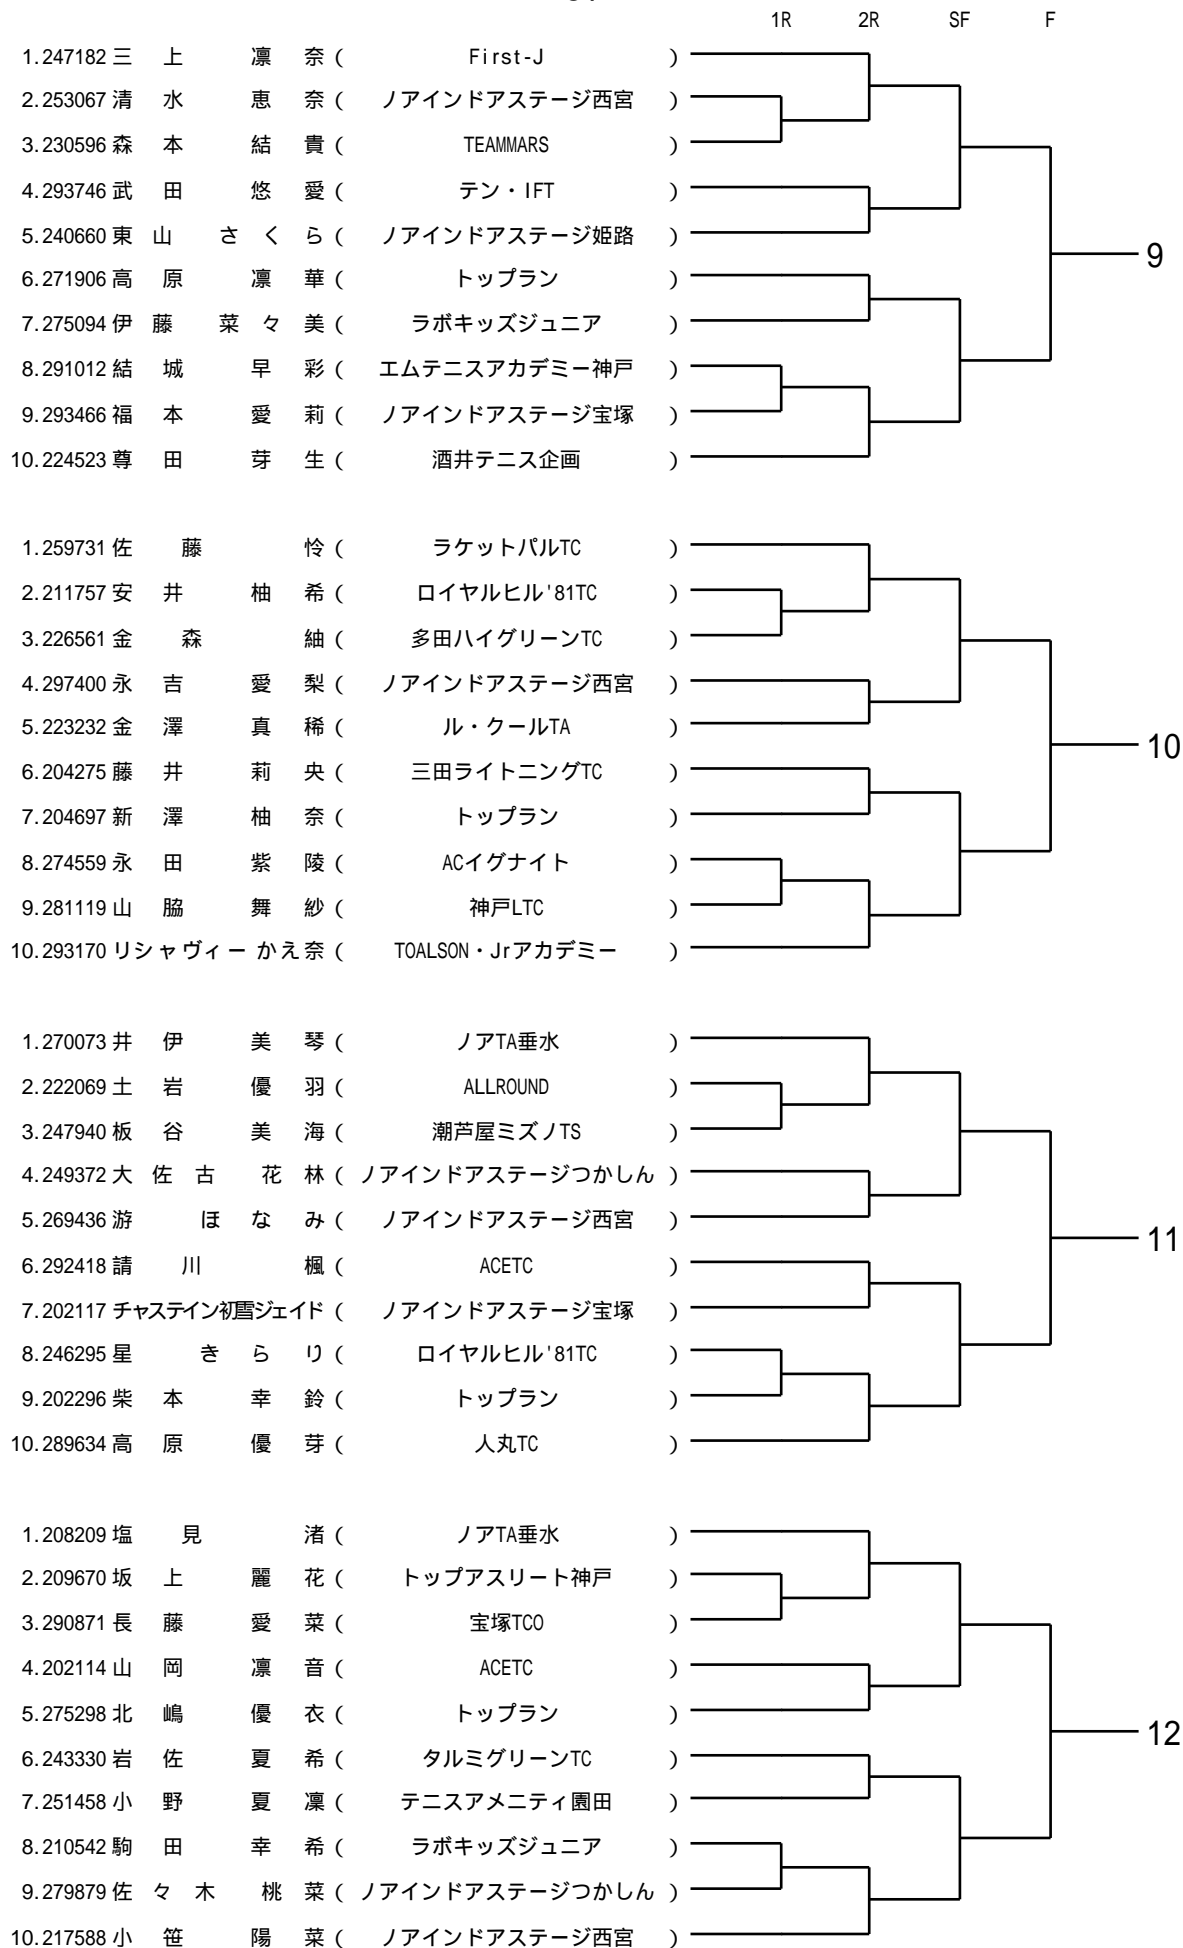 1R 2R SF F
1.247182 三 上 凛 奈 ( First-J )
2.253067 清 水 恵 奈 ( ノアインドアステージ西宮 )
3.230596 森 本 結 貴 ( TEAMMARS )
4.293746 武 田 悠 愛 ( テン・IFT )
5.240660 東 山 さ く ら ( ノアインドアステージ姫路 )
9
6.271906 高 原 凛 華 ( トップラン )
7.275094 伊 藤 菜 々 美 ( ラボキッズジュニア )
8.291012 結 城 早 彩 ( エムテニスアカデミー神戸 )
9.293466 福 本 愛 莉 ( ノアインドアステージ宝塚 )
10.224523 尊 田 芽 生 ( 酒井テニス企画 )
1.259731 佐 藤 怜 ( ラケットパルTC )
2.211757 安 井 柚 希 ( ロイヤルヒル'81TC )
3.226561 金 森 紬 ( 多田ハイグリーンTC )
4.297400 永 吉 愛 梨 ( ノアインドアステージ西宮 )
5.223232 金 澤 真 稀 ( ル・クールTA )
10
6.204275 藤 井 莉 央 ( 三田ライトニングTC )
7.204697 新 澤 柚 奈 ( トップラン )
8.274559 永 田 紫 陵 ( ACイグナイト )
9.281119 山 脇 舞 紗 ( 神戸LTC )
10.293170 リシャヴィー かえ奈 ( TOALSON・Jrアカデミー )
1.270073 井 伊 美 琴 ( ノアTA垂水 )
2.222069 土 岩 優 羽 ( ALLROUND )
3.247940 板 谷 美 海 ( 潮芦屋ミズノTS )
4.249372 大 佐 古 花 林 ( ノアインドアステージつかしん )
5.269436 游 ほ な み ( ノアインドアステージ西宮 )
11
6.292418 請 川 楓 ( ACETC )
7.202117 チャステイン初雪ジェイド ( ノアインドアステージ宝塚 )
8.246295 星 き ら り ( ロイヤルヒル'81TC )
9.202296 柴 本 幸 鈴 ( トップラン )
10.289634 高 原 優 芽 ( 人丸TC )
1.208209 塩 見 渚 ( ノアTA垂水 )
2.209670 坂 上 麗 花 ( トップアスリート神戸 )
3.290871 長 藤 愛 菜 ( 宝塚TCO )
4.202114 山 岡 凛 音 ( ACETC )
5.275298 北 嶋 優 衣 ( トップラン )
12
6.243330 岩 佐 夏 希 ( タルミグリーンTC )
7.251458 小 野 夏 凜 ( テニスアメニティ園田 )
8.210542 駒 田 幸 希 ( ラボキッズジュニア )
9.279879 佐 々 木 桃 菜 ( ノアインドアステージつかしん )
10.217588 小 笹 陽 菜 ( ノアインドアステージ西宮 )